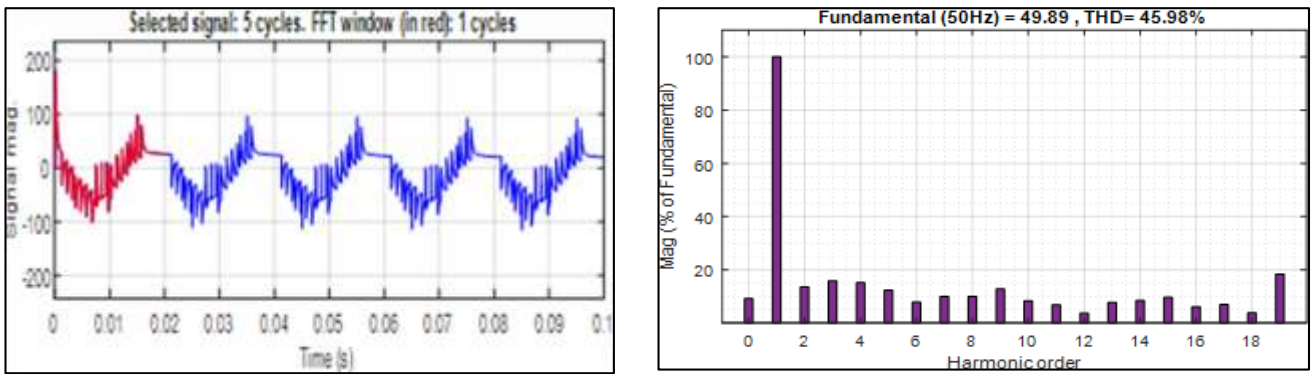 Selected signal: 5 cycles. FFT window (in red): 1 cycles
Signal mag.
200
100
0
-100
-200
0 0.01 0.02 0.03 0.04 0.05 0.06 0.07 0.08 0.09 0.1
Time (s)
Fundamental (50Hz) = 49.89 , THD= 45.98%
Mag (% of Fundamental)
100
80
60
40
20
0 2 4 6 8 10 12 14 16 18
Harmonic order